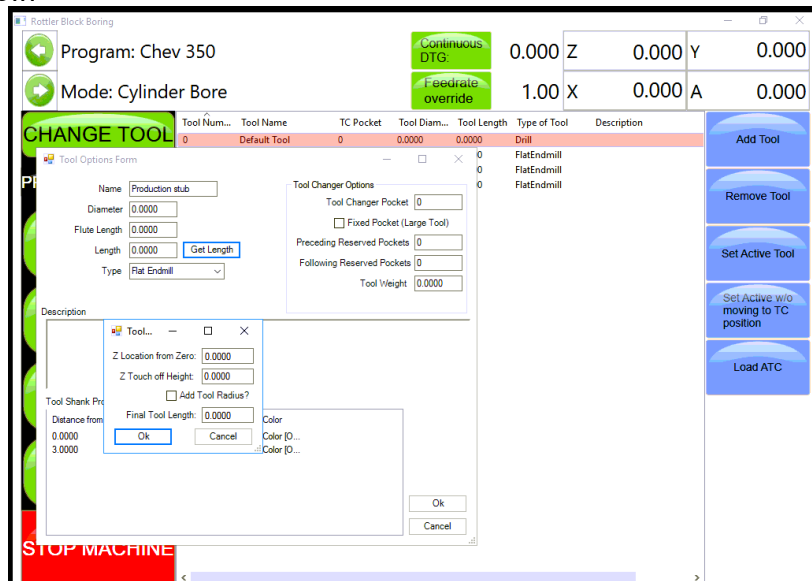 Rottler Block Boring
Program: Chev 350
Continuous DTG:
0.000 Z 0.000 Y 0.000
Mode: Cylinder Bore
Feedrate override
1.00 X 0.000 A 0.000
CHANGE TOOL
Tool Num... Tool Name TC Pocket Tool Diam... Tool Length Type of Tool Description
0 Default Tool 0 0.0000 0.0000 Drill
0 FlatEndmill
FlatEndmill
0 FlatEndmill
Add Tool
Remove Tool
Set Active Tool
Set Active w/o
moving to TC
position
Load ATC
Tool Options Form
Name Production stub
Diameter 0.0000
Flute Length 0.0000
Length 0.0000 Get Length
Type Flat Endmill
Tool Changer Options
Tool Changer Pocket 0
Fixed Pocket (Large Tool)
Preceding Reserved Pockets 0
Following Reserved Pockets 0
Tool Weight 0.0000
Description
Tool...
Z Location from Zero: 0.0000
Z Touch off Height: 0.0000
Add Tool Radius?
Final Tool Length: 0.0000
Ok Cancel
Tool Shank Pro
Distance from Color
0.0000 Color [O...
3.0000 Color [O...
Ok
Cancel
STOP MACHINE